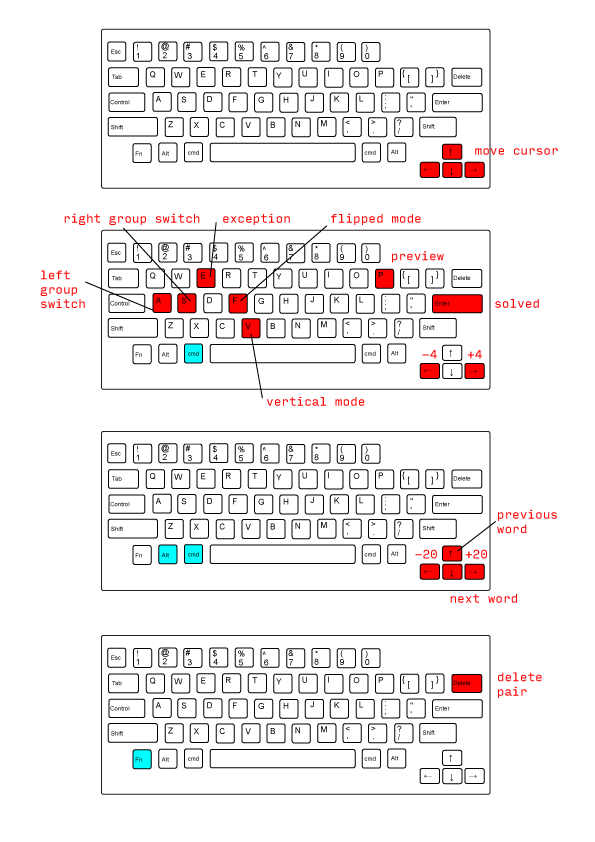 Esc ! 1 @ 2 # 3 $ 4 % 5 ^ 6 & 7 * 8 ( 9 ) 0
Tab Q W E R T Y U I O P { [ } ] Delete
Control A S D F G H J K L : ; " ' Enter
Shift Z X C V B N M < , > . ? / Shift
Fn Alt cmd cmd Alt ↑ move cursor
← ↓ →
right group switch exception flipped mode
Esc ! 1 @ 2 # 3 $ 4 % 5 ^ 6 & 7 * 8 ( 9 ) 0
preview
left
group
switch
Tab Q W E R T Y U I O P { [ } ] Delete
Control A S D F G H J K L : ; " ' Enter solved
Shift Z X C V B N M < , > . ? / Shift
Fn Alt cmd cmd Alt -4 ↑ +4
← ↓ →
vertical mode
Esc ! 1 @ 2 # 3 $ 4 % 5 ^ 6 & 7 * 8 ( 9 ) 0
Tab Q W E R T Y U I O P { [ } ] Delete
Control A S D F G H J K L : ; " ' Enter
previous
word
Shift Z X C V B N M < , > . ? / Shift
Fn Alt cmd cmd Alt -20 ↑ +20
← ↓ →
next word
Esc ! 1 @ 2 # 3 $ 4 % 5 ^ 6 & 7 * 8 ( 9 ) 0
Tab Q W E R T Y U I O P { [ } ] Delete
delete
pair
Control A S D F G H J K L : ; " ' Enter
Shift Z X C V B N M < , > . ? / Shift
Fn Alt cmd cmd Alt ↑
← ↓ →